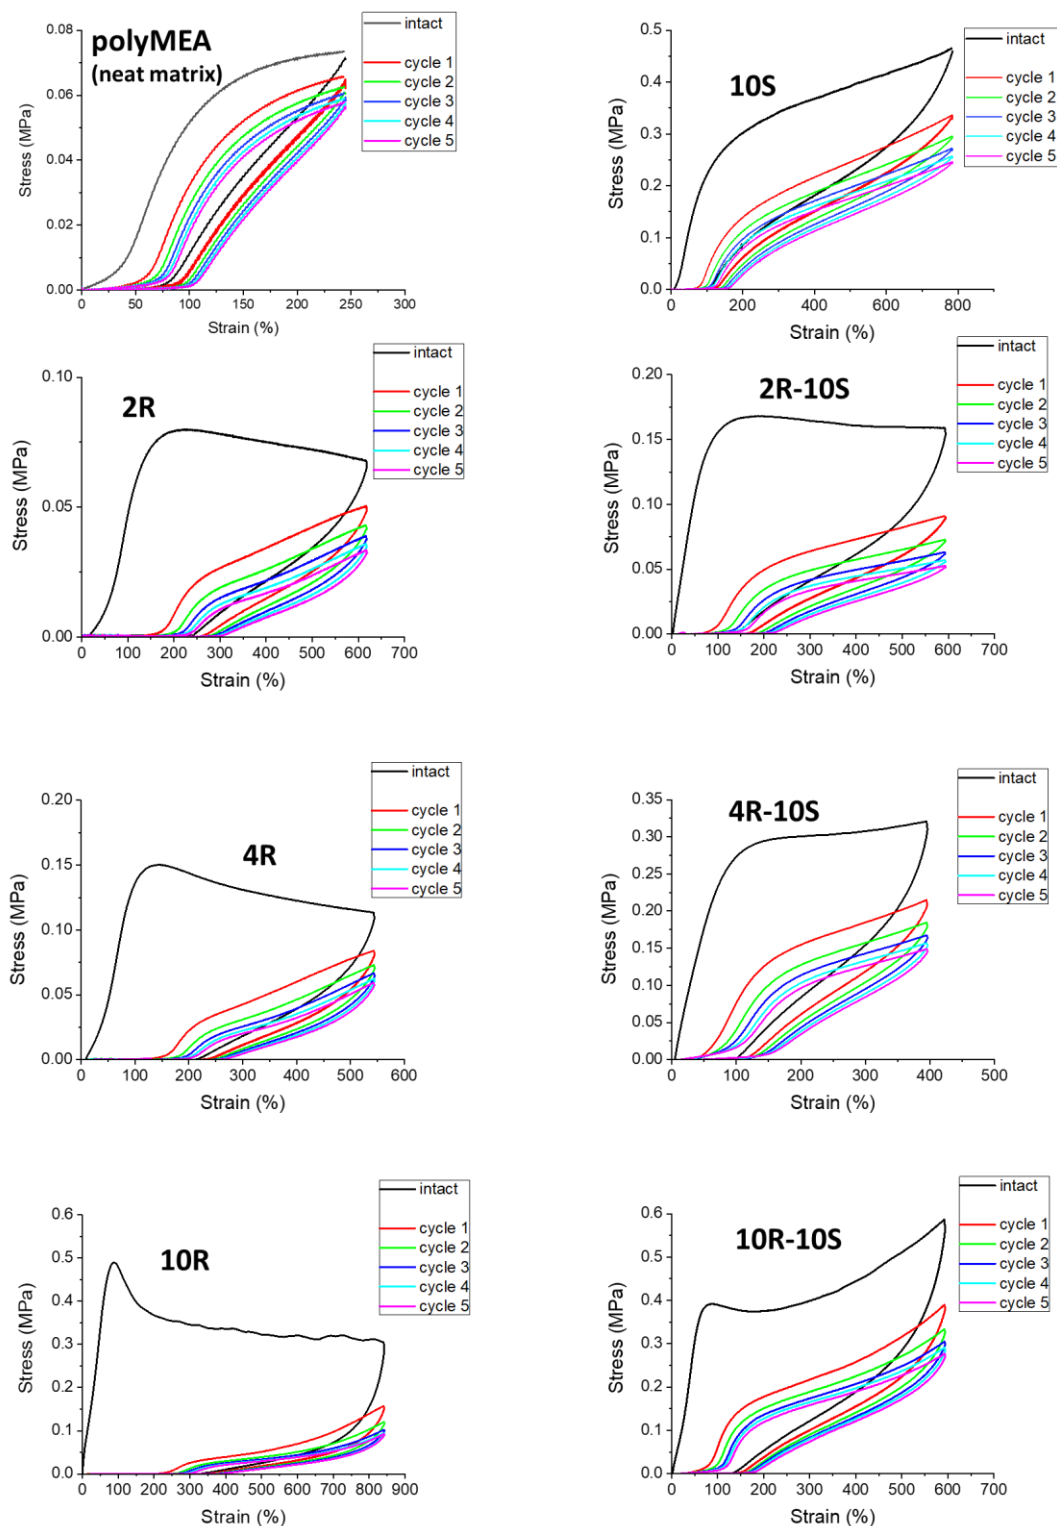 polyMEA
(neat matrix)
intact
cycle 1
cycle 2
cycle 3
cycle 4
cycle 5
0.08
0.06
0.04
0.02
0.00
Stress (MPa)
0 50 100 150 200 250 300
Strain (%)
10S
intact
cycle 1
cycle 2
cycle 3
cycle 4
cycle 5
0.5
0.4
0.3
0.2
0.1
0.0
Stress (MPa)
0 200 400 600 800
Strain (%)
2R
intact
cycle 1
cycle 2
cycle 3
cycle 4
cycle 5
0.10
0.05
0.00
Stress (MPa)
0 100 200 300 400 500 600 700
Strain (%)
2R-10S
intact
cycle 1
cycle 2
cycle 3
cycle 4
cycle 5
0.20
0.15
0.10
0.05
0.00
Stress (MPa)
0 100 200 300 400 500 600 700
Strain (%)
4R
intact
cycle 1
cycle 2
cycle 3
cycle 4
cycle 5
0.20
0.15
0.10
0.05
0.00
Stress (MPa)
0 100 200 300 400 500 600
Strain (%)
4R-10S
intact
cycle 1
cycle 2
cycle 3
cycle 4
cycle 5
0.35
0.30
0.25
0.20
0.15
0.10
0.05
0.00
Stress (MPa)
0 100 200 300 400 500
Strain (%)
10R
intact
cycle 1
cycle 2
cycle 3
cycle 4
cycle 5
0.6
0.5
0.4
0.3
0.2
0.1
0.0
Stress (MPa)
0 100 200 300 400 500 600 700 800 900
Strain (%)
10R-10S
intact
cycle 1
cycle 2
cycle 3
cycle 4
cycle 5
0.6
0.5
0.4
0.3
0.2
0.1
0.0
Stress (MPa)
0 100 200 300 400 500 600 700
Strain (%)